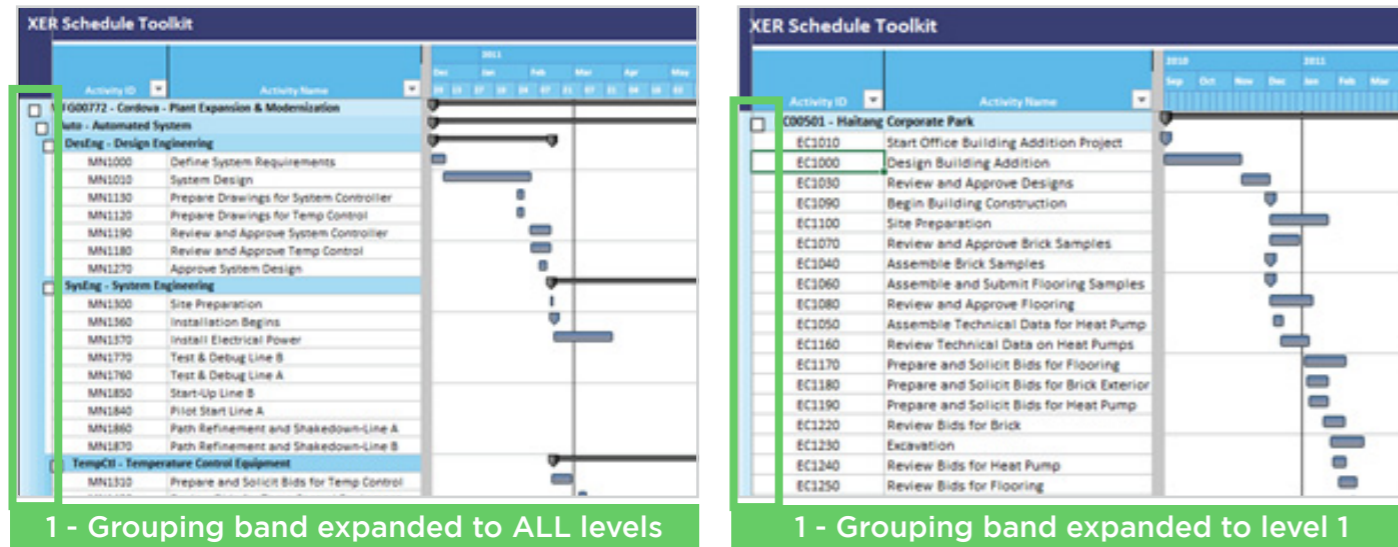 XER Schedule Toolkit
2011
Dec Jan Feb Mar Apr May
Activity ID Activity Name
FG00772 - Cordova - Plant Expansion & Modernization
Auto - Automated System
DesEng - Design Engineering
MN1000 Define System Requirements
MN1010 System Design
MN1130 Prepare Drawings for System Controller
MN1120 Prepare Drawings for Temp Control
MN1190 Review and Approve System Controller
MN1180 Review and Approve Temp Control
MN1270 Approve System Design
SysEng - System Engineering
MN1300 Site Preparation
MN1360 Installation Begins
MN1370 Install Electrical Power
MN1770 Test & Debug Line B
MN1760 Test & Debug Line A
MN1850 Start-Up Line B
MN1840 Pilot Start Line A
MN1860 Path Refinement and Shakedown-Line A
MN1870 Path Refinement and Shakedown-Line B
TempCtl - Temperature Control Equipment
MN1310 Prepare and Solicit Bids for Temp Control
1 - Grouping band expanded to ALL levels
XER Schedule Toolkit
2010 2011
Sep Oct Nov Dec Jan Feb Mar
Activity ID Activity Name
C00501 - Haitang Corporate Park
EC1010 Start Office Building Addition Project
EC1000 Design Building Addition
EC1030 Review and Approve Designs
EC1090 Begin Building Construction
EC1100 Site Preparation
EC1070 Review and Approve Brick Samples
EC1040 Assemble Brick Samples
EC1060 Assemble and Submit Flooring Samples
EC1080 Review and Approve Flooring
EC1050 Assemble Technical Data for Heat Pump
EC1160 Review Technical Data on Heat Pumps
EC1170 Prepare and Solicit Bids for Flooring
EC1180 Prepare and Solicit Bids for Brick Exterior
EC1190 Prepare and Solicit Bids for Heat Pump
EC1220 Review Bids for Brick
EC1230 Excavation
EC1240 Review Bids for Heat Pump
EC1250 Review Bids for Flooring
1 - Grouping band expanded to level 1